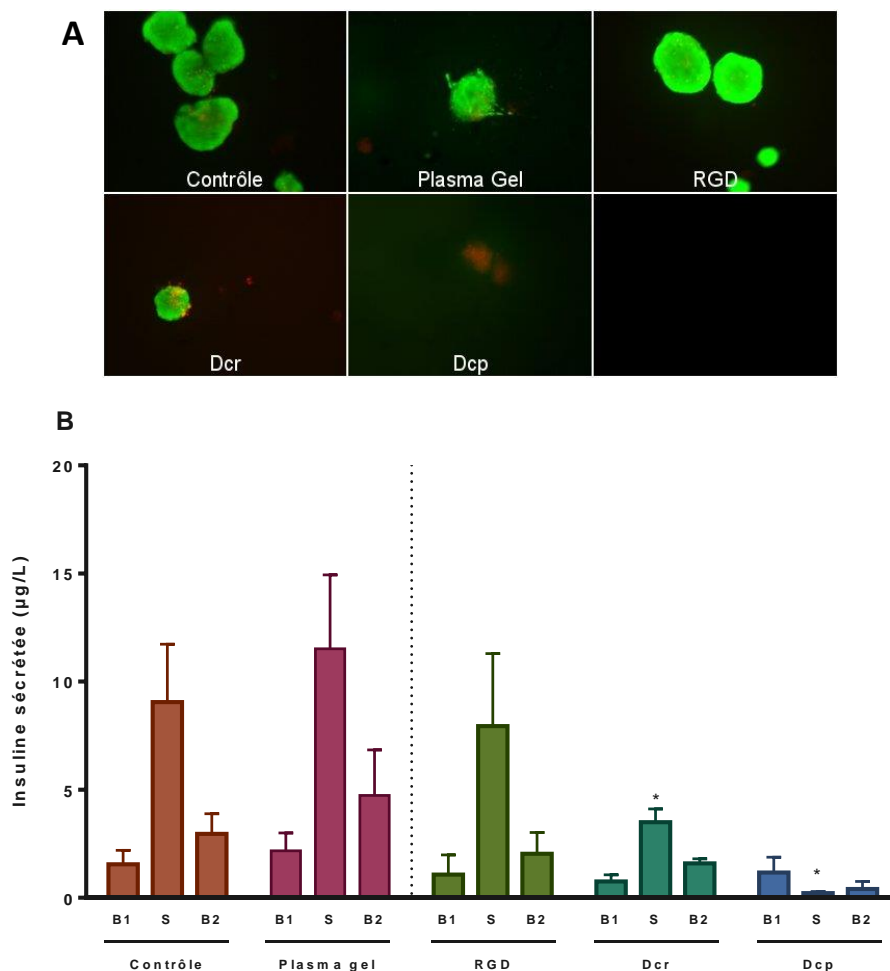 A
Contrôle Plasma Gel RGD
Dcr Dcp
B
Insuline sécrétée (µg/L)
20
15
10
5
0
*
*
B1 S B2 B1 S B2 B1 S B2 B1 S B2 B1 S B2
Contrôle Plasma gel RGD Dcr Dcp